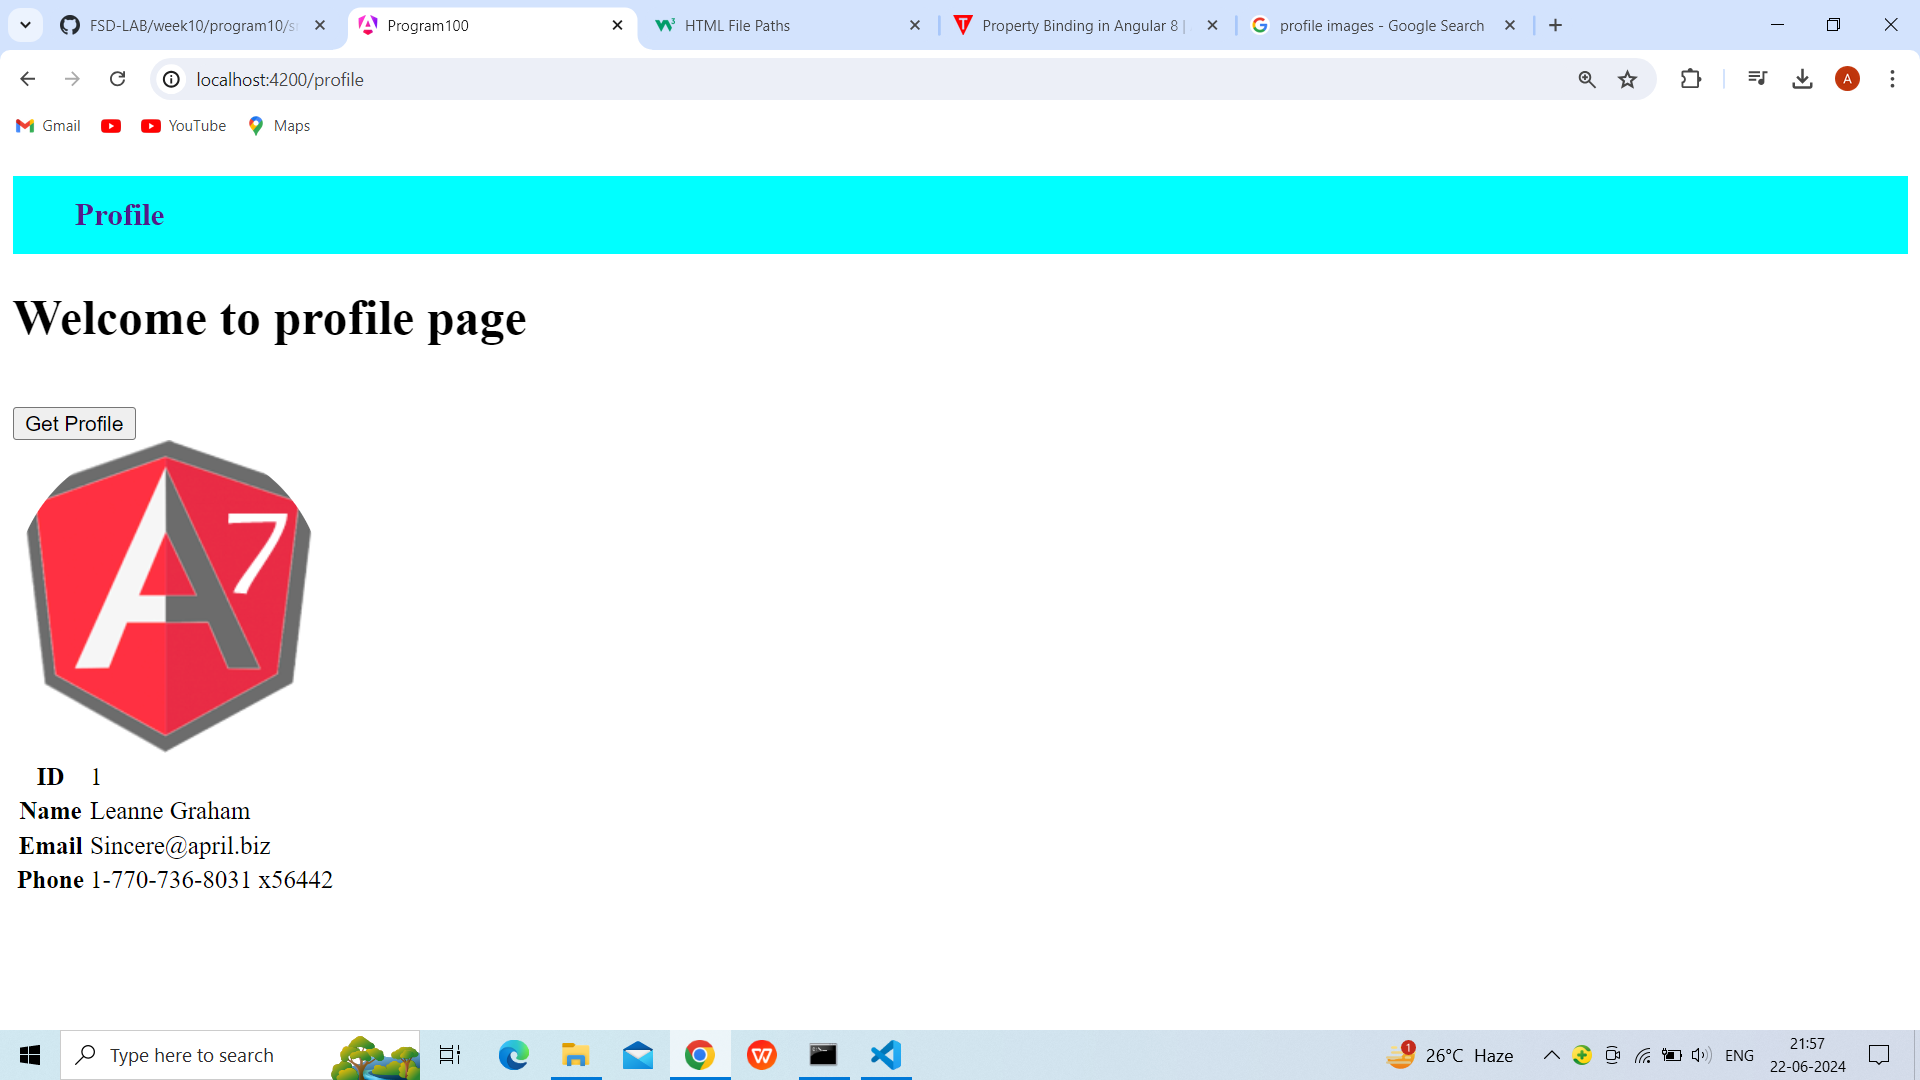 FSD-LAB/week10/program10/sr
Program100
HTML File Paths
Property Binding in Angular 8 |
profile images - Google Search
localhost:4200/profile
A
Gmail
YouTube
Maps
Profile
Welcome to profile page
Get Profile
A7
ID 1
Name Leanne Graham
Email Sincere@april.biz
Phone 1-770-736-8031 x56442
Type here to search
1
26°C Haze
ENG
21:57
22-06-2024